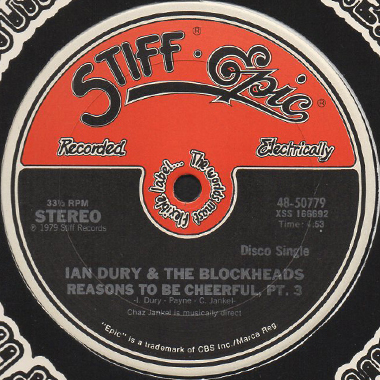 STIFF · Epic ®
Recorded Electrically
The worlds most
flexible label...
33⅓ RPM
STEREO
℗ 1979 Stiff Records
48-50779
XSS 166692
Time: 4:53
Disco Single
IAN DURY & THE BLOCKHEADS
REASONS TO BE CHEERFUL, PT. 3
-I. Dury - Payne - C. Jankel-
Chaz Jankel is musically direct
"Epic" is a trademark of CBS Inc./Marca Reg